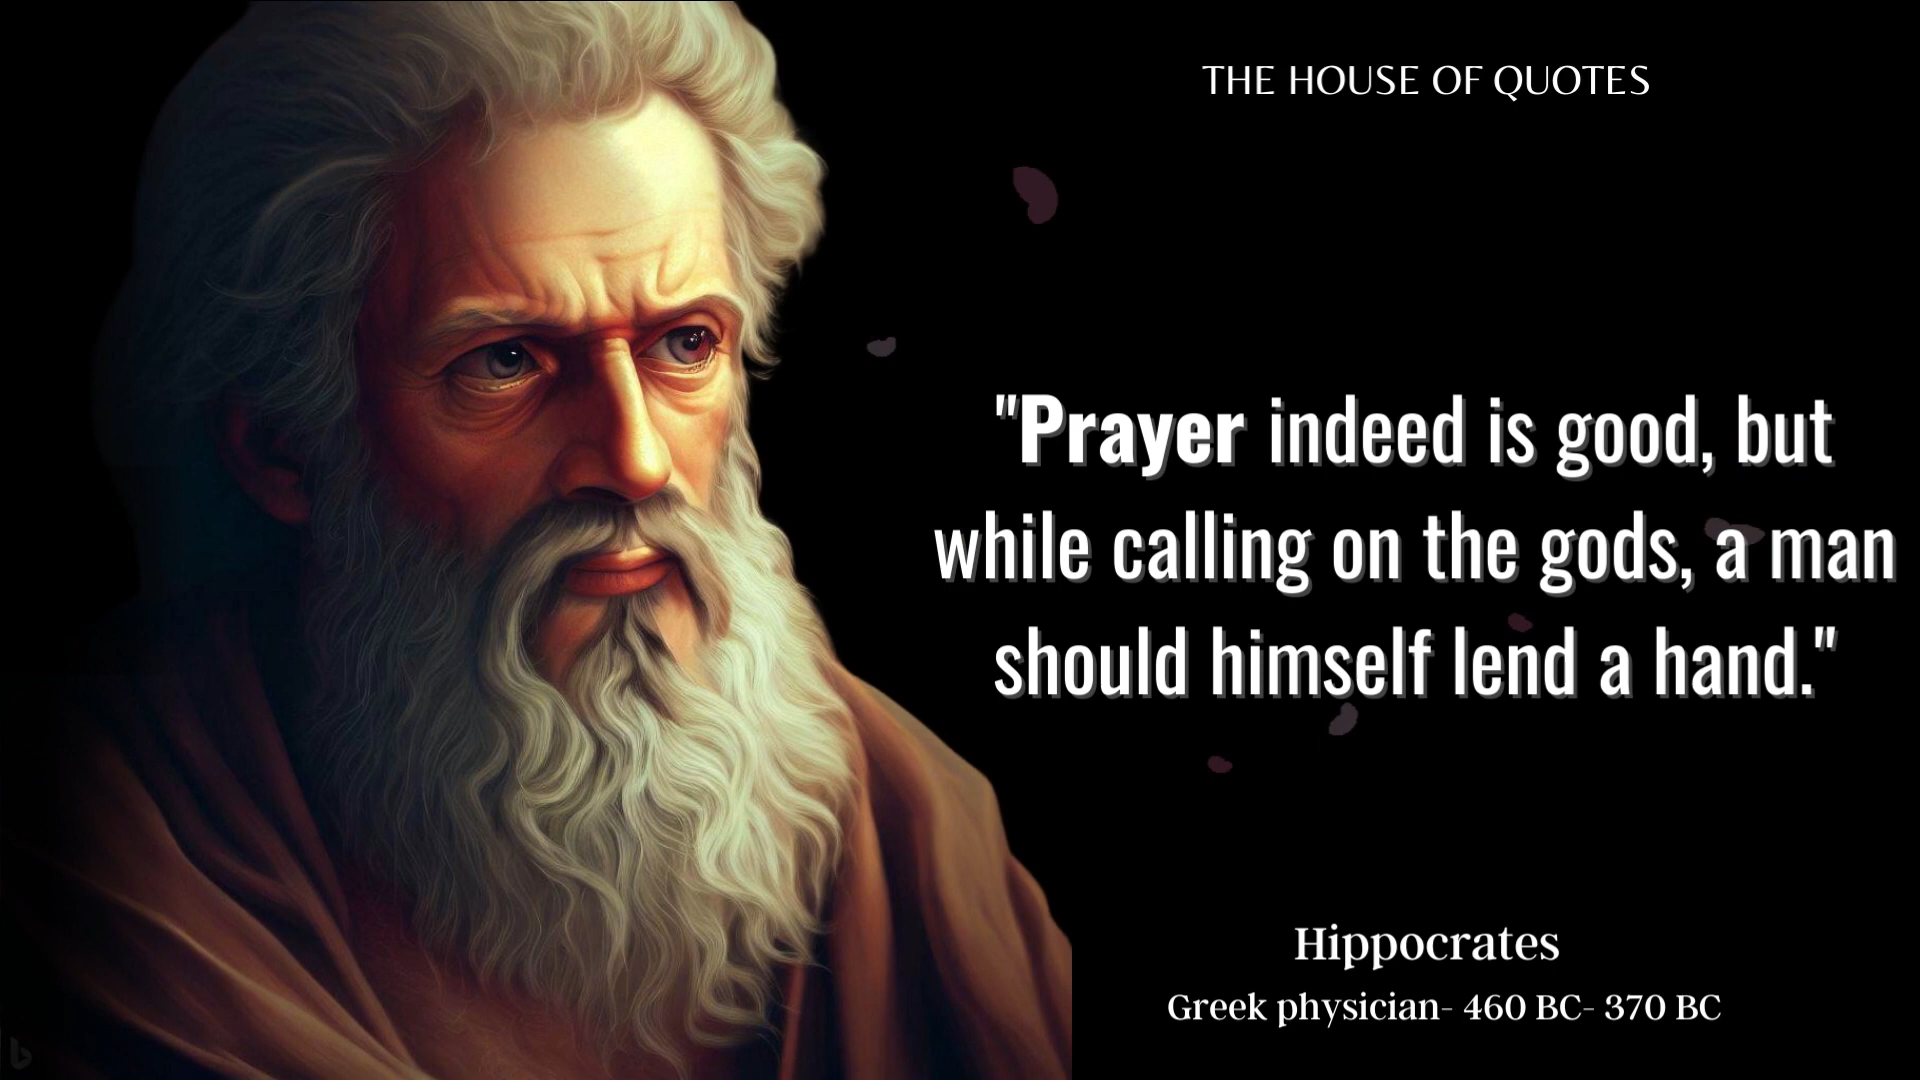 THE HOUSE OF QUOTES
"Prayer indeed is good, but
while calling on the gods, a man
should himself lend a hand."
Hippocrates
Greek physician- 460 BC- 370 BC